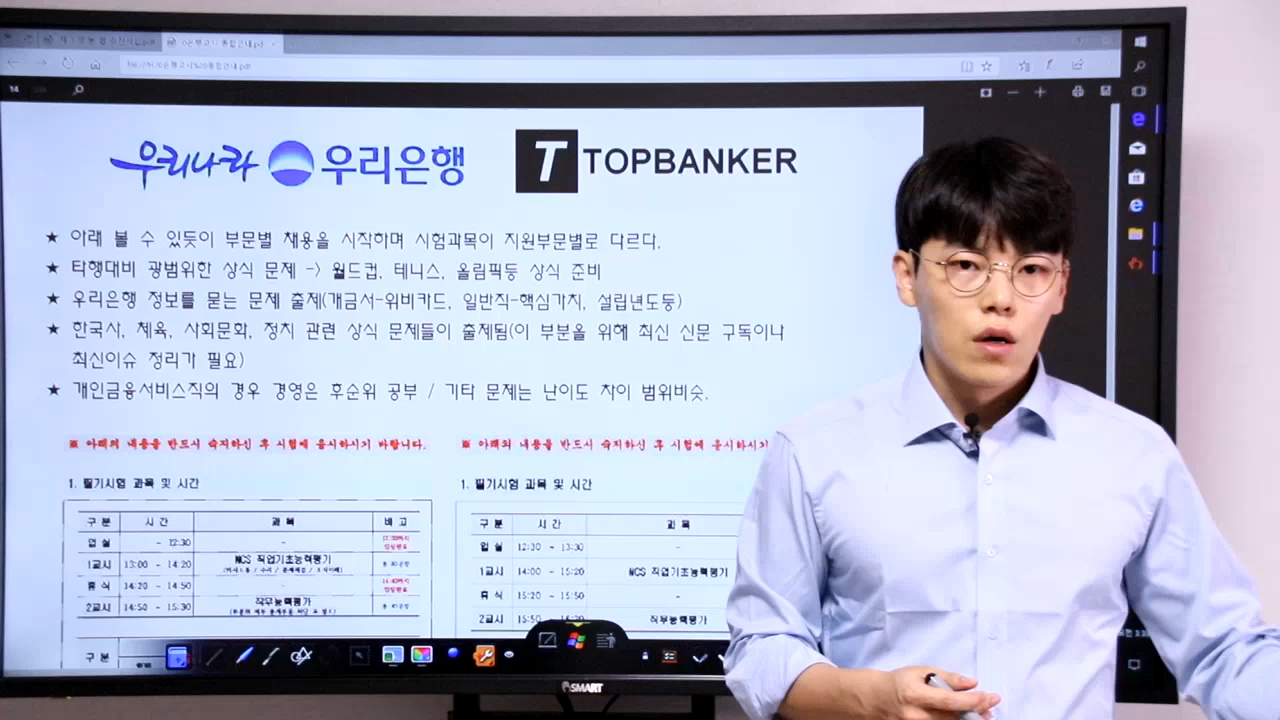 14
우리나라 우리은행
T TOPBANKER
★ 아래 볼 수 있듯이 부문별 채용을 시작하며 시험과목이 지원부문별로 다르다.
★ 타행대비 광범위한 상식 문제 -> 월드컵, 테니스, 올림픽등 상식 준비
★ 우리은행 정보를 묻는 문제 출제(개금서-위비카드, 일반직-핵심가치, 설립년도등)
★ 한국사, 체육, 사회문화, 정치 관련 상식 문제들이 출제됨(이 부분을 위해 최신 신문 구독이나
최신이슈 정리가 필요)
★ 개인금융서비스직의 경우 경영은 후순위 공부 / 기타 문제는 난이도 차이 범위비슷.
※ 아래의 내용을 반드시 숙지하신 후 시험에 응시하시기 바랍니다.
1. 필기시험 과목 및 시간
구 분 시 간 과 목 비 고
입 실 - 12:30 -
1교시 13:00 - 14:20 NCS 직업기초능력평가
휴 식 14:20 - 14:50 -
2교시 14:50 - 15:30 직무능력평가
구 분
※ 아래의 내용을 반드시 숙지하신 후 시험에 응시하시기
1. 필기시험 과목 및 시간
구 분 시 간 과 목
입 실 12:30 - 13:30 -
1교시 14:00 - 15:20 NCS 직업기초능력평가
휴 식 15:20 - 15:50 -
2교시 15:50 - 직무능력평가
SMART